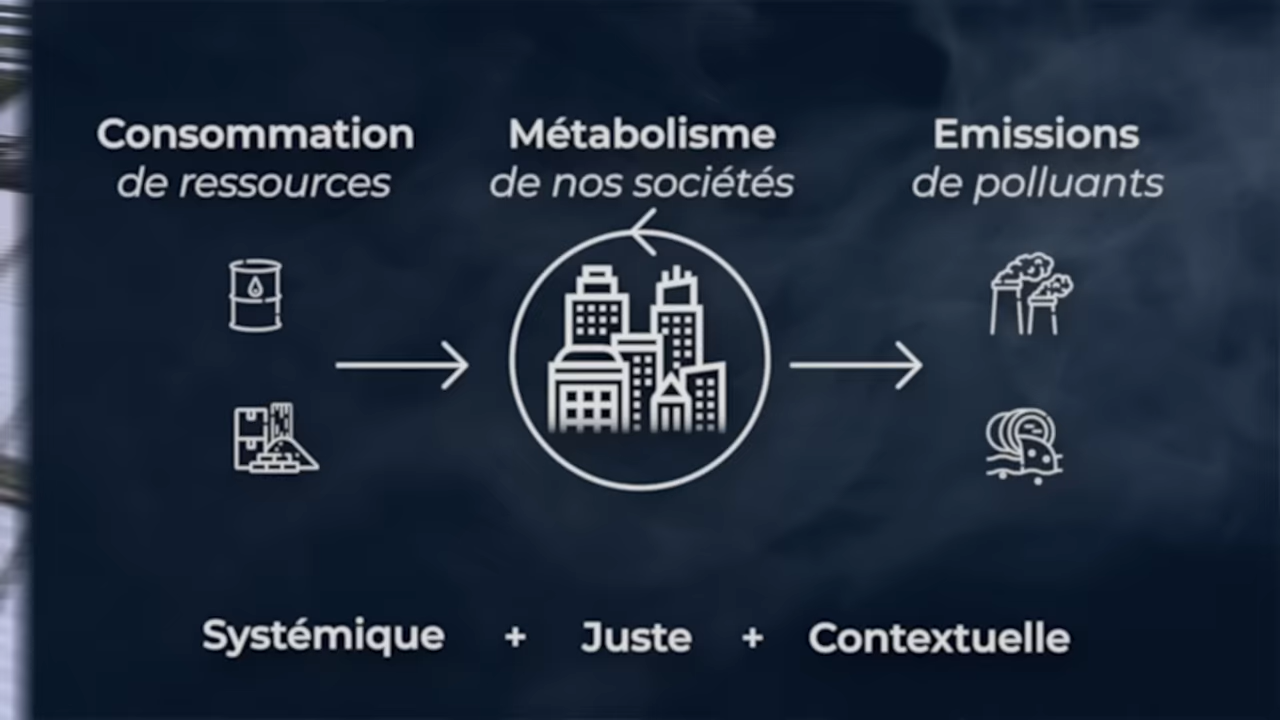 Consommation
de ressources
Métabolisme
de nos sociétés
Emissions
de polluants
Systémique + Juste + Contextuelle